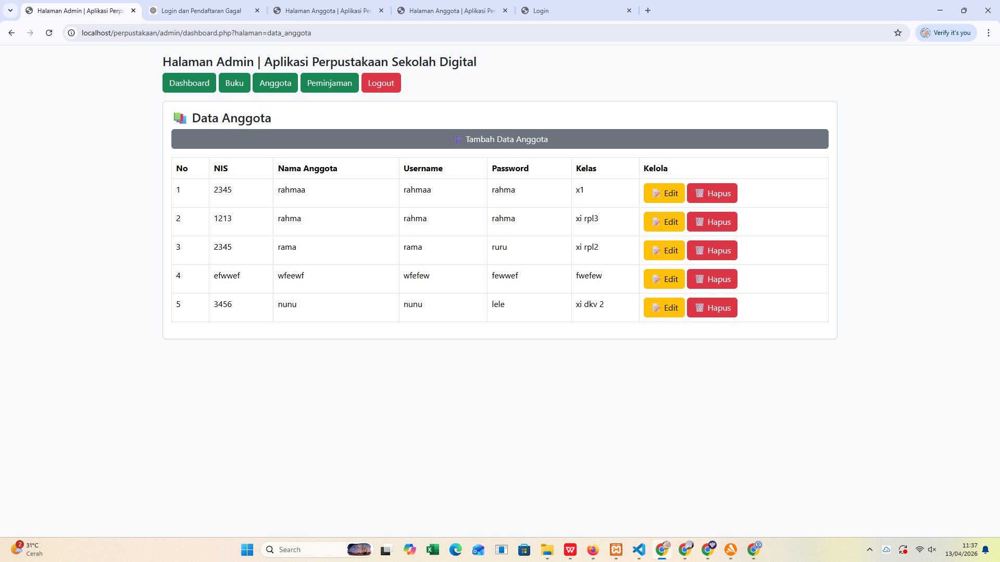 Halaman Admin | Aplikasi Perpu
Login dan Pendaftaran Gagal
Halaman Anggota | Aplikasi Per
Halaman Anggota | Aplikasi Per
Login
localhost/perpustakaan/admin/dashboard.php?halaman=data_anggota
Verify it's you
Halaman Admin | Aplikasi Perpustakaan Sekolah Digital
Dashboard Buku Anggota Peminjaman Logout
Data Anggota
Tambah Data Anggota
No NIS Nama Anggota Username Password Kelas Kelola
1 2345 rahmaa rahmaa rahma x1 Edit Hapus
2 1213 rahma rahma rahma xi rpl3 Edit Hapus
3 2345 rama rama ruru xi rpl2 Edit Hapus
4 efwwef wfeewf wfefew fewwef fwefew Edit Hapus
5 3456 nunu nunu lele xi dkv 2 Edit Hapus
2
31°C
Cerah
Search
11:37
13/04/2026